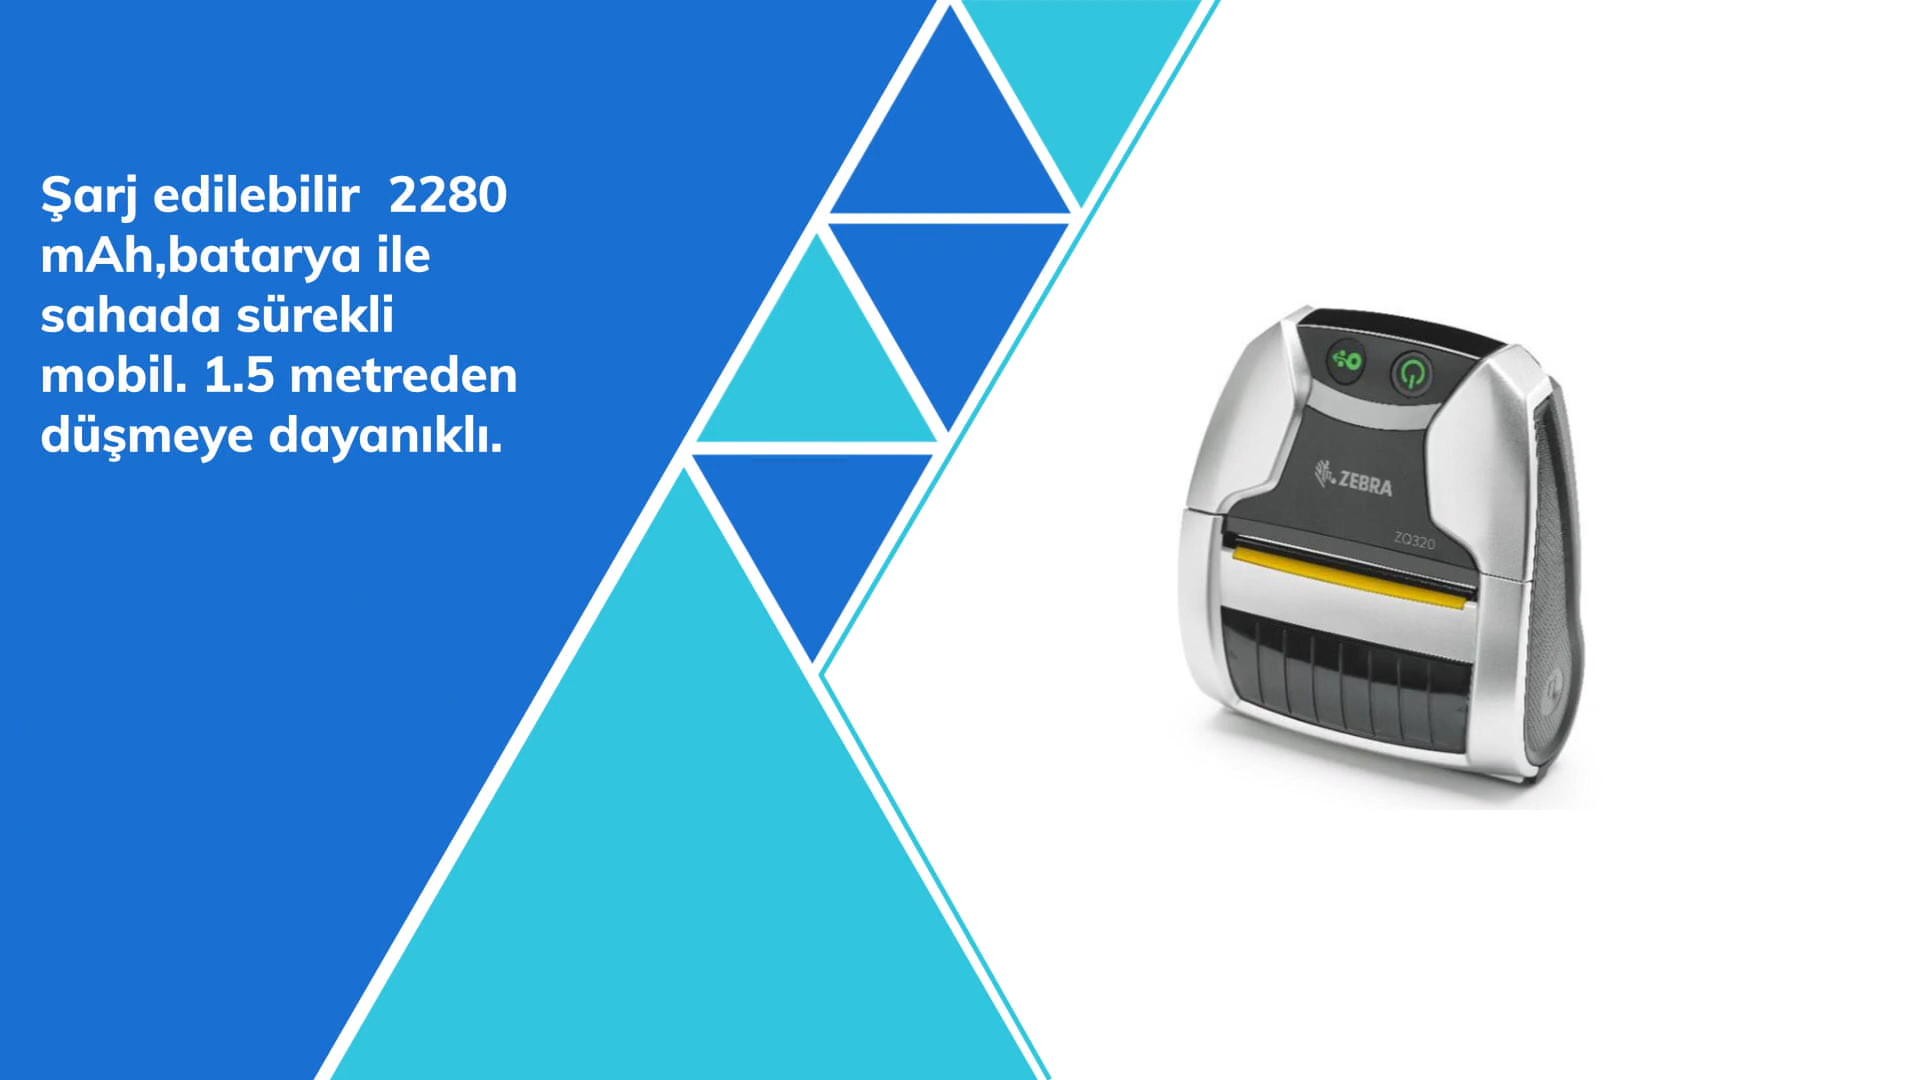 Şarj edilebilir  2280
mAh,batarya ile
sahada sürekli
mobil. 1.5 metreden
düşmeye dayanıklı.
ZEBRA
ZQ320